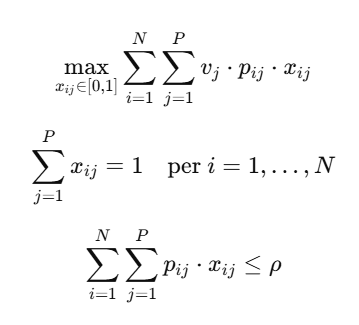 max_{x_{ij}∈[0,1]} ∑_{i=1}^{N} ∑_{j=1}^{P} v_j · p_{ij} · x_{ij}
∑_{j=1}^{P} x_{ij} = 1 per i = 1, . . . , N
∑_{i=1}^{N} ∑_{j=1}^{P} p_{ij} · x_{ij} ≤ ρ